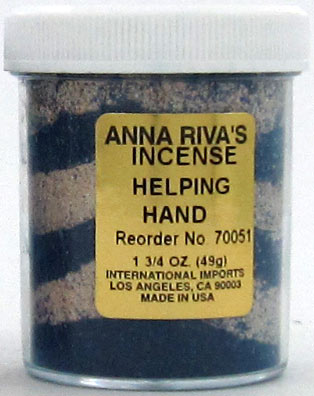 ANNA RIVA'S
INCENSE
HELPING
HAND
Reorder No 70051
1 3/4 OZ. (49g)
INTERNATIONAL IMPORTS
LOS ANGELES, CA 90003
MADE IN USA